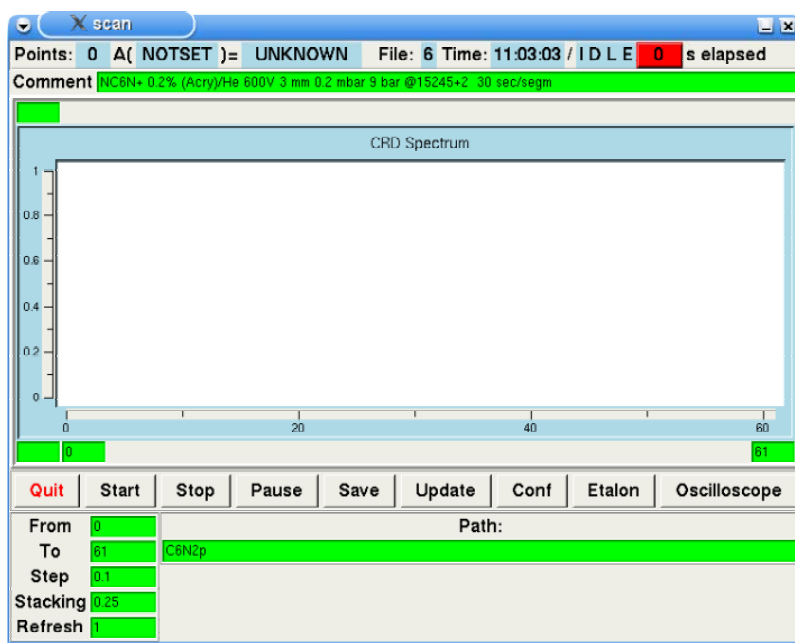 X scan
Points: 0 A( NOTSET )= UNKNOWN File: 6 Time: 11:03:03 / I D L E 0 s elapsed
Comment NC6N+ 0.2% (Acry)/He 600V 3 mm 0.2 mbar 9 bar @15245+2 30 sec/segm
CRD Spectrum
1
0.8
0.6
0.4
0.2
0
0 20 40 60
0 61
Quit Start Stop Pause Save Update Conf Etalon Oscilloscope
From 0 Path:
To 61 C6N2p
Step 0.1
Stacking 0.25
Refresh 1